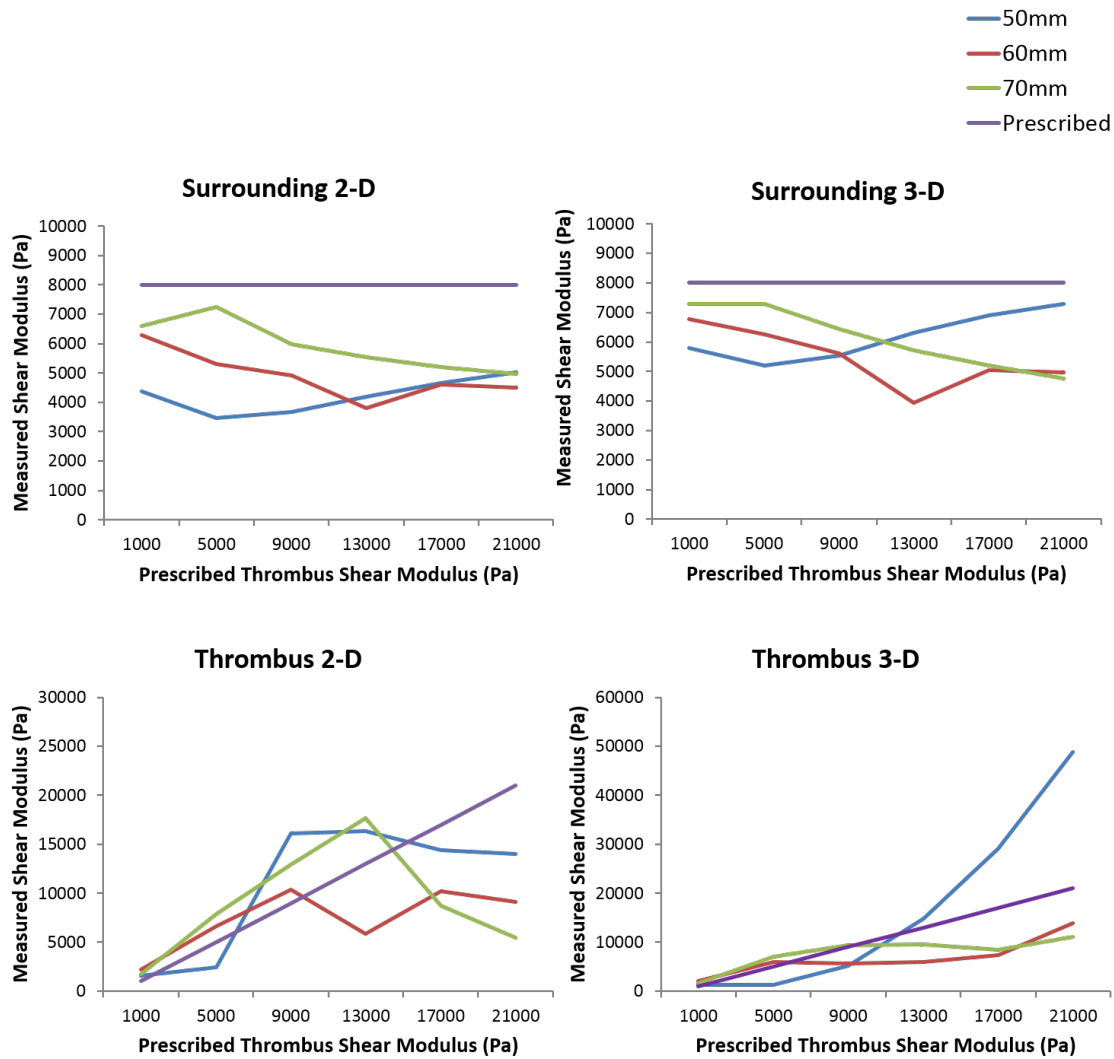 50mm
60mm
70mm
Prescribed
Surrounding 2-D
Measured Shear Modulus (Pa)
10000
9000
8000
7000
6000
5000
4000
3000
2000
1000
0
1000 5000 9000 13000 17000 21000
Prescribed Thrombus Shear Modulus (Pa)
Surrounding 3-D
Measured Shear Modulus (Pa)
10000
9000
8000
7000
6000
5000
4000
3000
2000
1000
0
1000 5000 9000 13000 17000 21000
Prescribed Thrombus Shear Modulus (Pa)
Thrombus 2-D
Measured Shear Modulus (Pa)
30000
25000
20000
15000
10000
5000
0
1000 5000 9000 13000 17000 21000
Prescribed Thrombus Shear Modulus (Pa)
Thrombus 3-D
Measured Shear Modulus (Pa)
60000
50000
40000
30000
20000
10000
0
1000 5000 9000 13000 17000 21000
Prescribed Thrombus Shear Modulus (Pa)